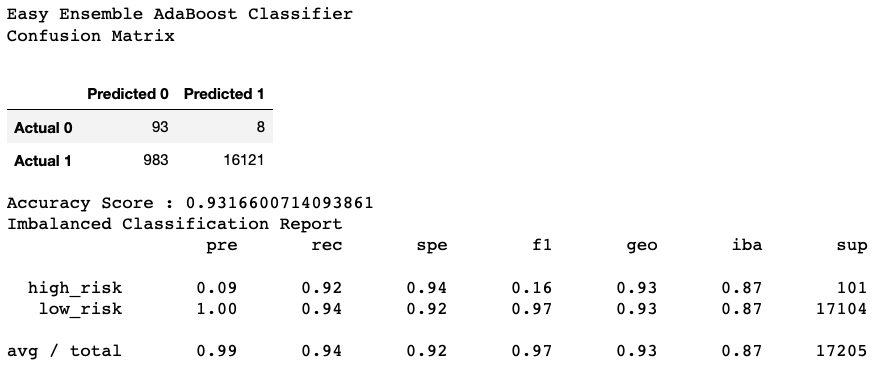 Easy Ensemble AdaBoost Classifier
Confusion Matrix
Predicted 0 Predicted 1
Actual 0 93 8
Actual 1 983 16121
Accuracy Score : 0.9316600714093861
Imbalanced Classification Report
pre rec spe f1 geo iba sup
high_risk 0.09 0.92 0.94 0.16 0.93 0.87 101
low_risk 1.00 0.94 0.92 0.97 0.93 0.87 17104
avg / total 0.99 0.94 0.92 0.97 0.93 0.87 17205